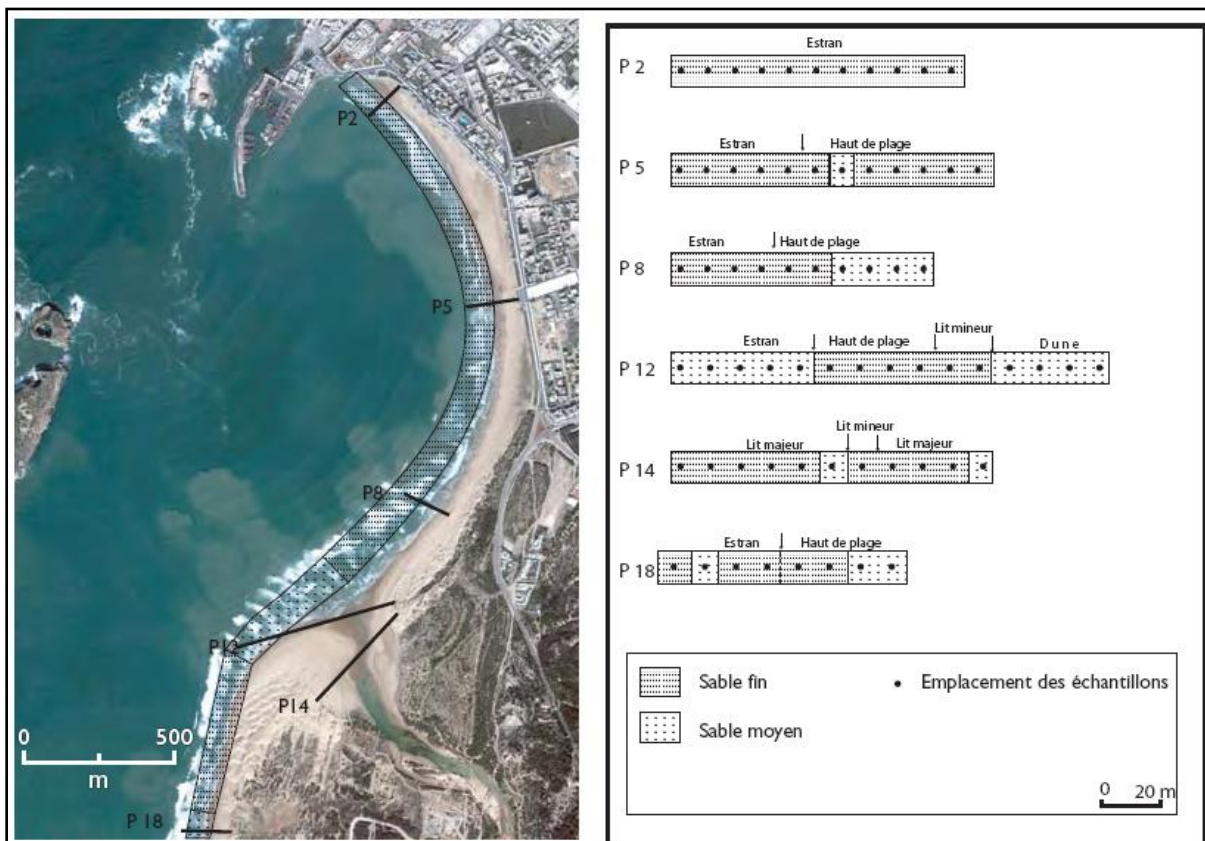 P2
P5
P8
P12
P14
P 18
0 500
m
Estran
P 2
Estran Haut de plage
P 5
Estran Haut de plage
P 8
Lit mineur
Estran Haut de plage Dune
P 12
Lit mineur
Lit majeur Lit majeur
P 14
Estran Haut de plage
P 18
Sable fin • Emplacement des échantillons
Sable moyen
0 20 m